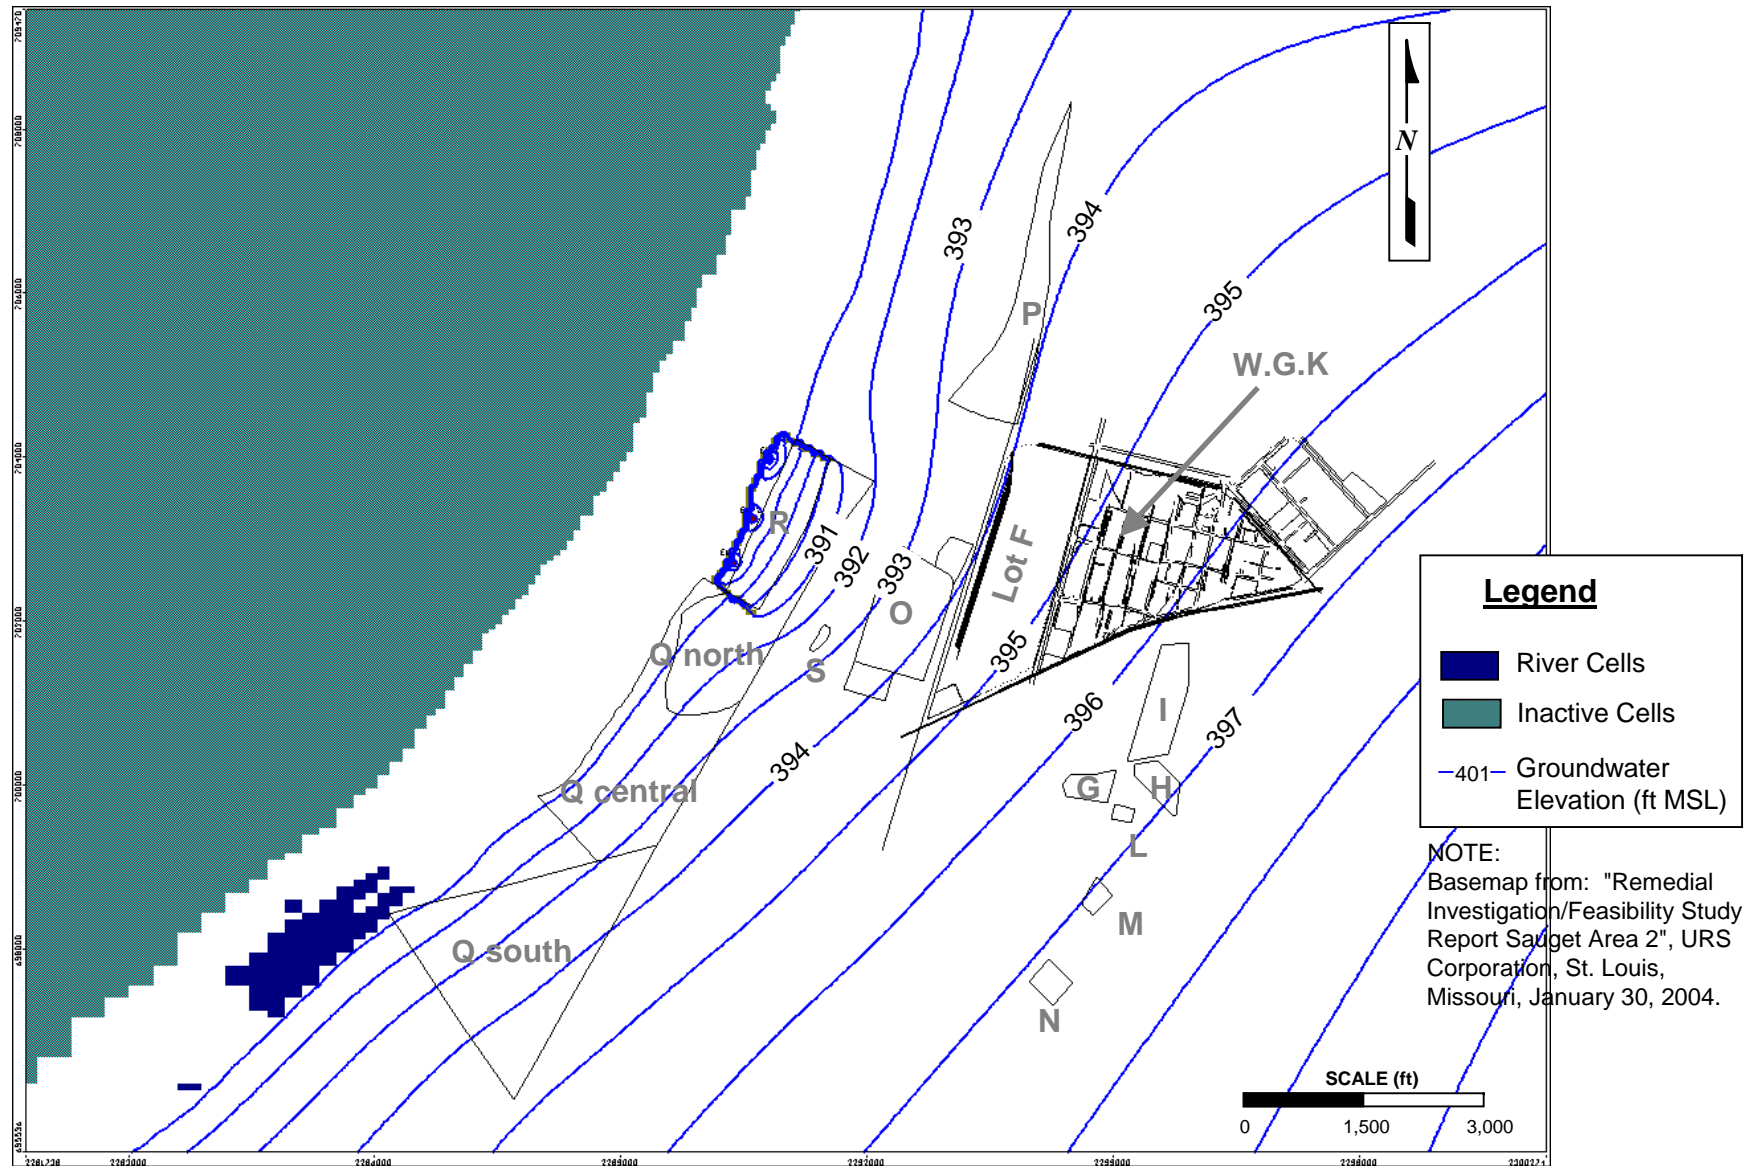 N
393
394
395
P
W.G.K
R
391
392
393
O
Lot F
395
Q north
S
396
I
397
394
Q central
G
H
L
M
Q south
N
Legend
River Cells
Inactive Cells
401 Groundwater
Elevation (ft MSL)
NOTE:
Basemap from: "Remedial
Investigation/Feasibility Study
Report Sauget Area 2", URS
Corporation, St. Louis,
Missouri, January 30, 2004.
SCALE (ft)
0 1,500 3,000